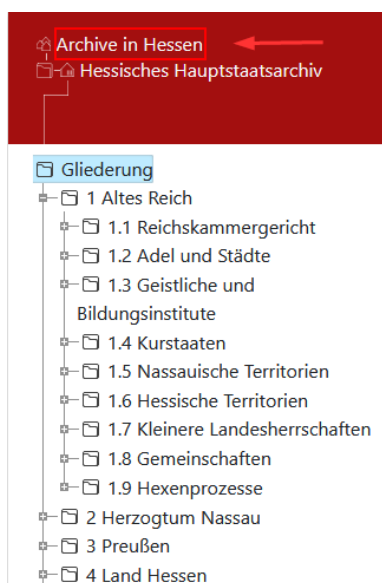 Archive in Hessen
Hessisches Hauptstaatsarchiv
Gliederung
1 Altes Reich
1.1 Reichskammergericht
1.2 Adel und Städte
1.3 Geistliche und
Bildungsinstitute
1.4 Kurstaaten
1.5 Nassauische Territorien
1.6 Hessische Territorien
1.7 Kleinere Landesherrschaften
1.8 Gemeinschaften
1.9 Hexenprozesse
2 Herzogtum Nassau
3 Preußen
4 Land Hessen